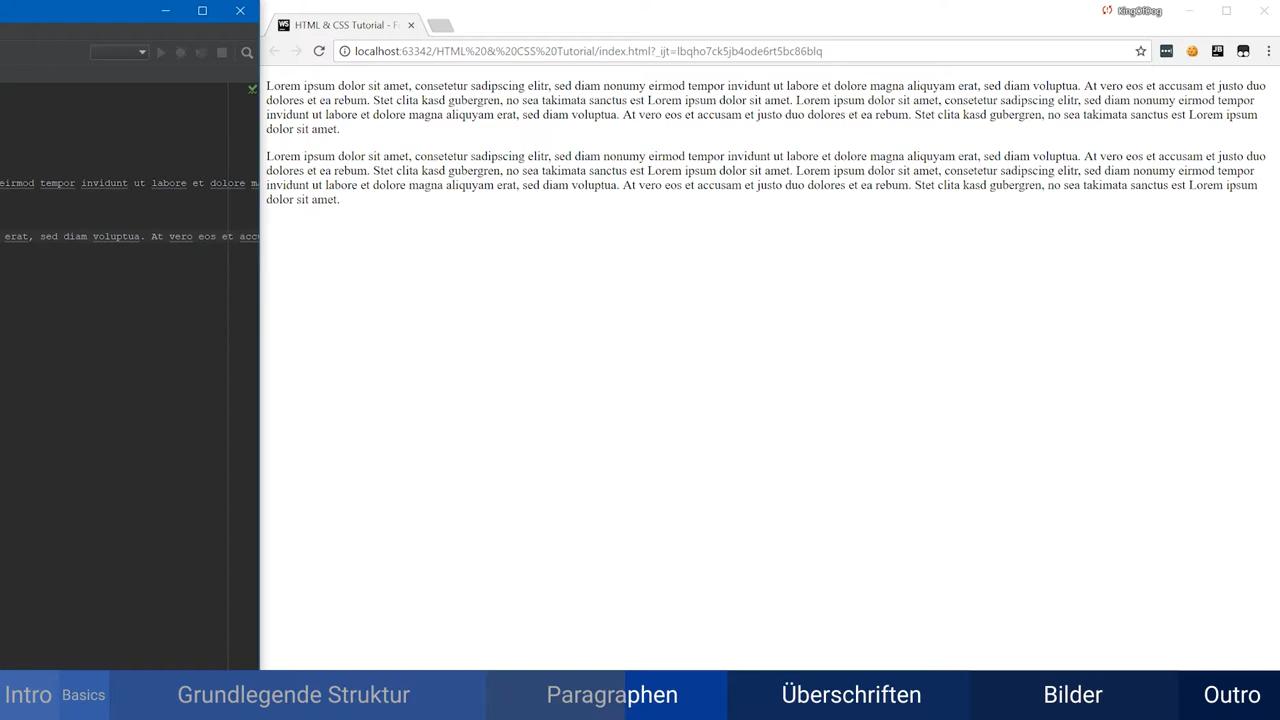 HTML & CSS Tutorial - F
KingOfDog
localhost:63342/HTML%20&%20CSS%20Tutorial/index.html?_ijt=lbqho7ck5jb4ode6rt5bc86blq
Lorem ipsum dolor sit amet, consetetur sadipscing elitr, sed diam nonumy eirmod tempor invidunt ut labore et dolore magna aliquyam erat, sed diam voluptua. At vero eos et accusam et justo duo
dolores et ea rebum. Stet clita kasd gubergren, no sea takimata sanctus est Lorem ipsum dolor sit amet. Lorem ipsum dolor sit amet, consetetur sadipscing elitr, sed diam nonumy eirmod tempor
invidunt ut labore et dolore magna aliquyam erat, sed diam voluptua. At vero eos et accusam et justo duo dolores et ea rebum. Stet clita kasd gubergren, no sea takimata sanctus est Lorem ipsum
dolor sit amet.
Lorem ipsum dolor sit amet, consetetur sadipscing elitr, sed diam nonumy eirmod tempor invidunt ut labore et dolore magna aliquyam erat, sed diam voluptua. At vero eos et accusam et justo duo
dolores et ea rebum. Stet clita kasd gubergren, no sea takimata sanctus est Lorem ipsum dolor sit amet. Lorem ipsum dolor sit amet, consetetur sadipscing elitr, sed diam nonumy eirmod tempor
invidunt ut labore et dolore magna aliquyam erat, sed diam voluptua. At vero eos et accusam et justo duo dolores et ea rebum. Stet clita kasd gubergren, no sea takimata sanctus est Lorem ipsum
dolor sit amet.
eirmod tempor invidunt ut labore et dolore m
erat, sed diam voluptua. At vero eos et acc
Intro Basics Grundlegende Struktur Paragraphen Überschriften Bilder Outro